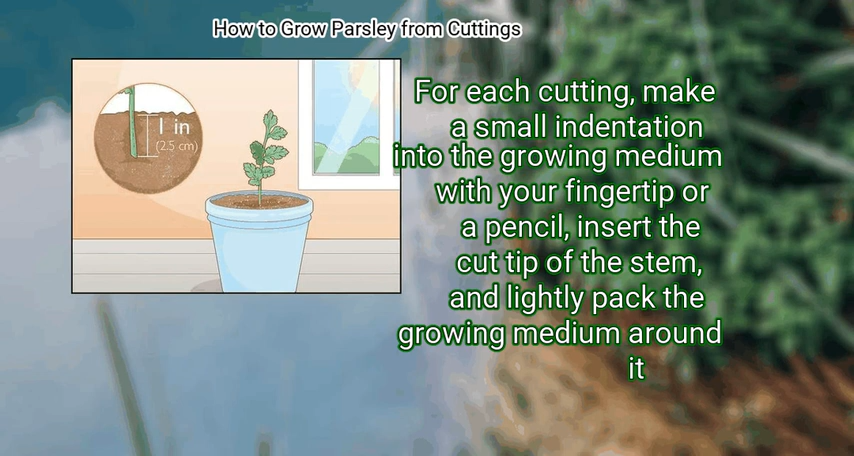 How to Grow Parsley from Cuttings
1 in
(2.5 cm)
For each cutting, make
a small indentation
into the growing medium
with your fingertip or
a pencil, insert the
cut tip of the stem,
and lightly pack the
growing medium around
it